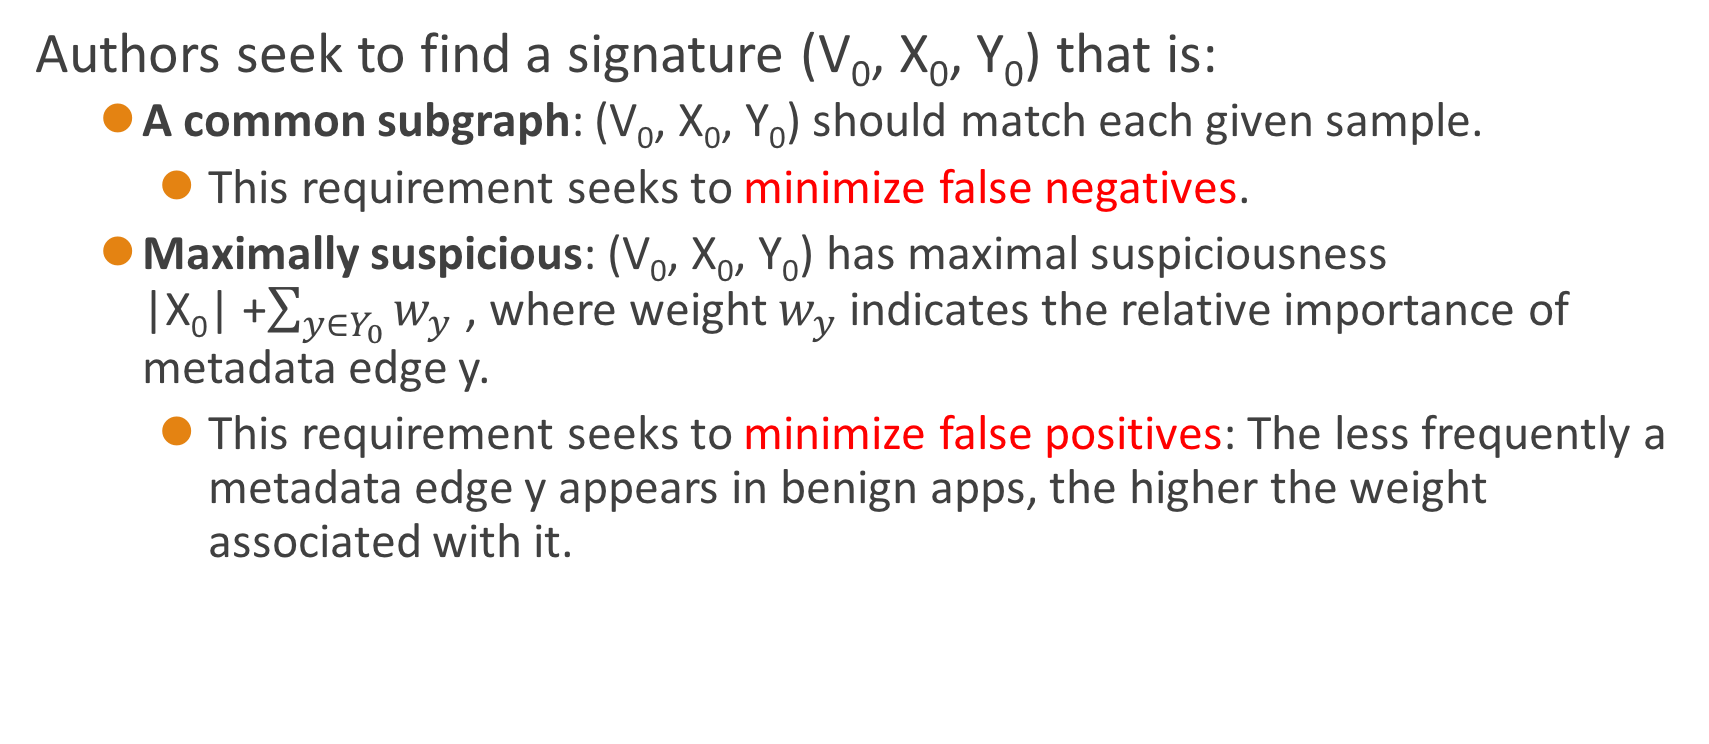 Authors seek to find a signature (V₀, X₀, Y₀) that is:
A common subgraph: (V₀, X₀, Y₀) should match each given sample.
This requirement seeks to minimize false negatives.
Maximally suspicious: (V₀, X₀, Y₀) has maximal suspiciousness
|X₀| +∑_{y∈Y₀} w_y , where weight w_y indicates the relative importance of
metadata edge y.
This requirement seeks to minimize false positives: The less frequently a
metadata edge y appears in benign apps, the higher the weight
associated with it.